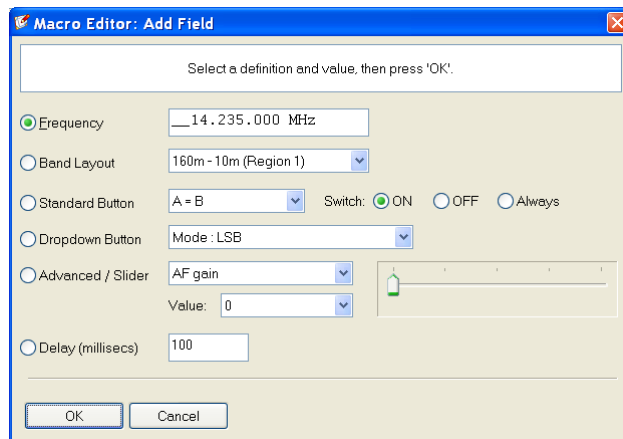 Macro Editor: Add Field
Select a definition and value, then press 'OK'.
Frequency __14.235.000 MHz
Band Layout 160m - 10m (Region 1)
Standard Button A = B Switch: ON OFF Always
Dropdown Button Mode : LSB
Advanced / Slider AF gain
Value: 0
Delay (millisecs) 100
OK Cancel